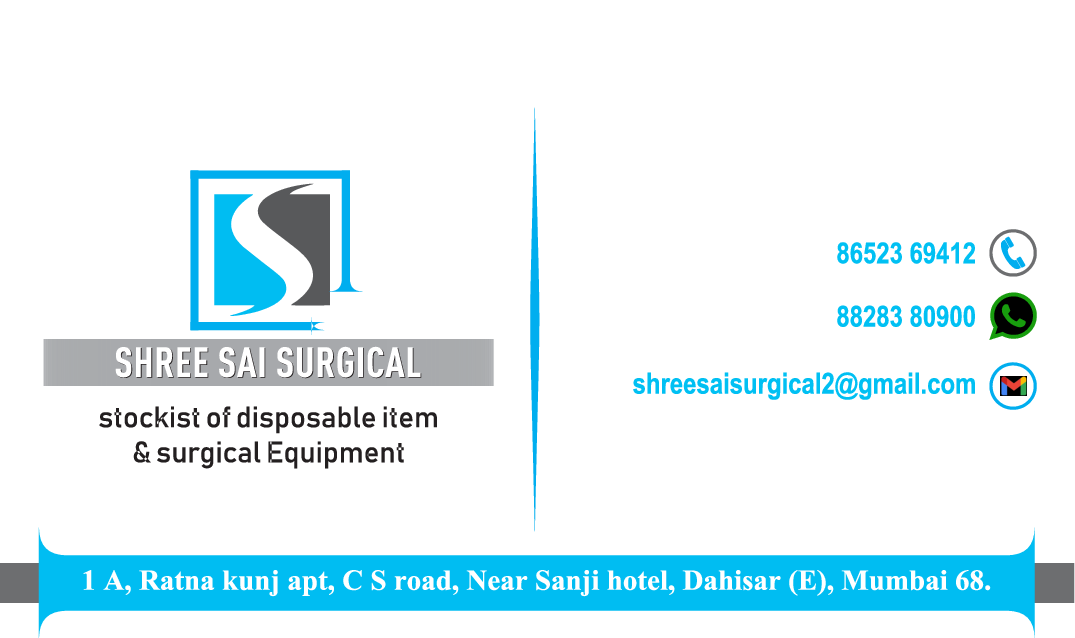 SHREE SAI SURGICAL
stockist of disposable item
& surgical Equipment
86523 69412
88283 80900
shreesaisurgical2@gmail.com
1 A, Ratna kunj apt, C S road, Near Sanji hotel, Dahisar (E), Mumbai 68.